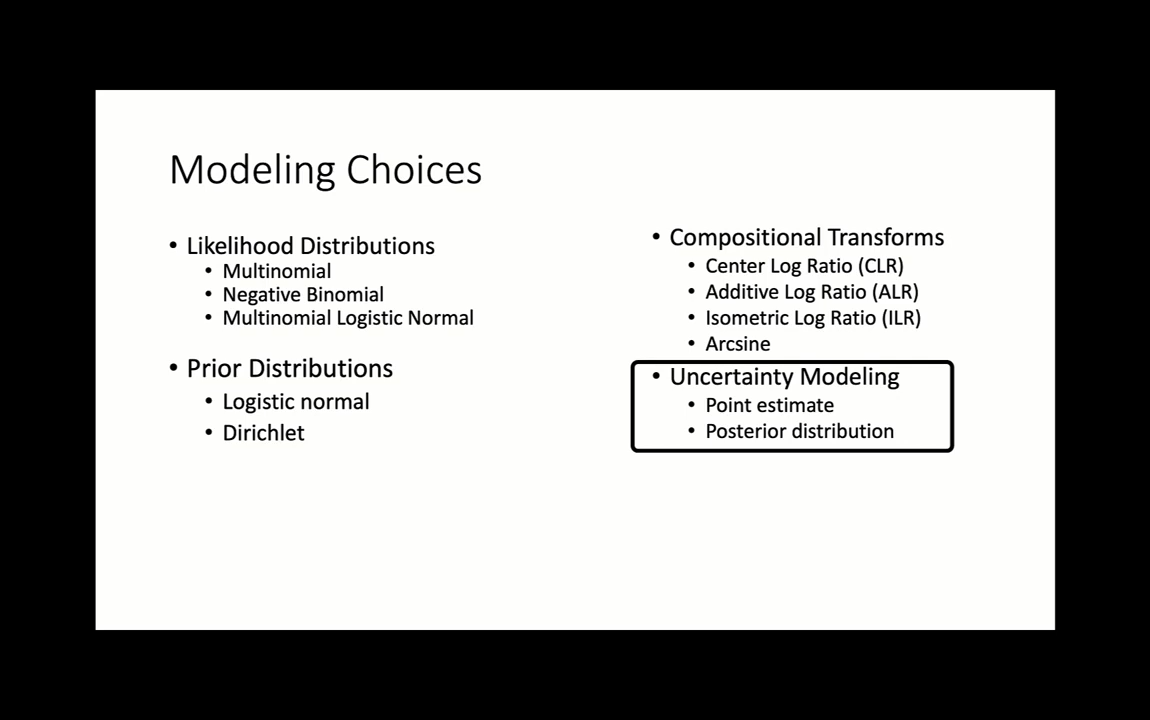 Modeling Choices
• Likelihood Distributions
• Multinomial
• Negative Binomial
• Multinomial Logistic Normal
• Prior Distributions
• Logistic normal
• Dirichlet
• Compositional Transforms
• Center Log Ratio (CLR)
• Additive Log Ratio (ALR)
• Isometric Log Ratio (ILR)
• Arcsine
• Uncertainty Modeling
• Point estimate
• Posterior distribution